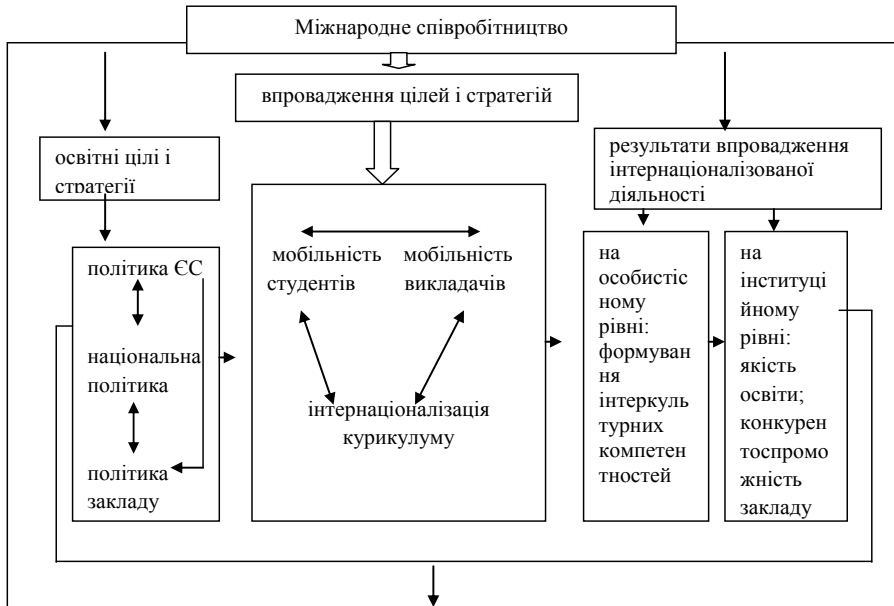 Міжнародне співробітництво
впровадження цілей і стратегій
освітні цілі і
стратегії
результати впровадження
інтернаціоналізованої
діяльності
політика ЄС
національна
політика
політика
закладу
мобільність
студентів
мобільність
викладачів
інтернаціоналізація
курикулуму
на
особистіс
ному
рівні:
формуван
ня
інтеркуль
турних
компетен
тностей
на
інституці
йному
рівні:
якість
освіти;
конкурен
тоспромо
жність
закладу